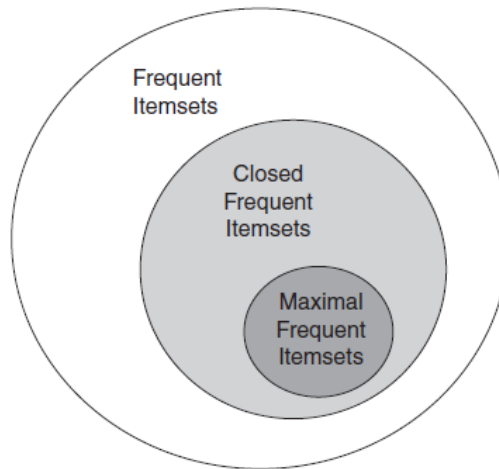 Frequent
Itemsets
Closed
Frequent
Itemsets
Maximal
Frequent
Itemsets